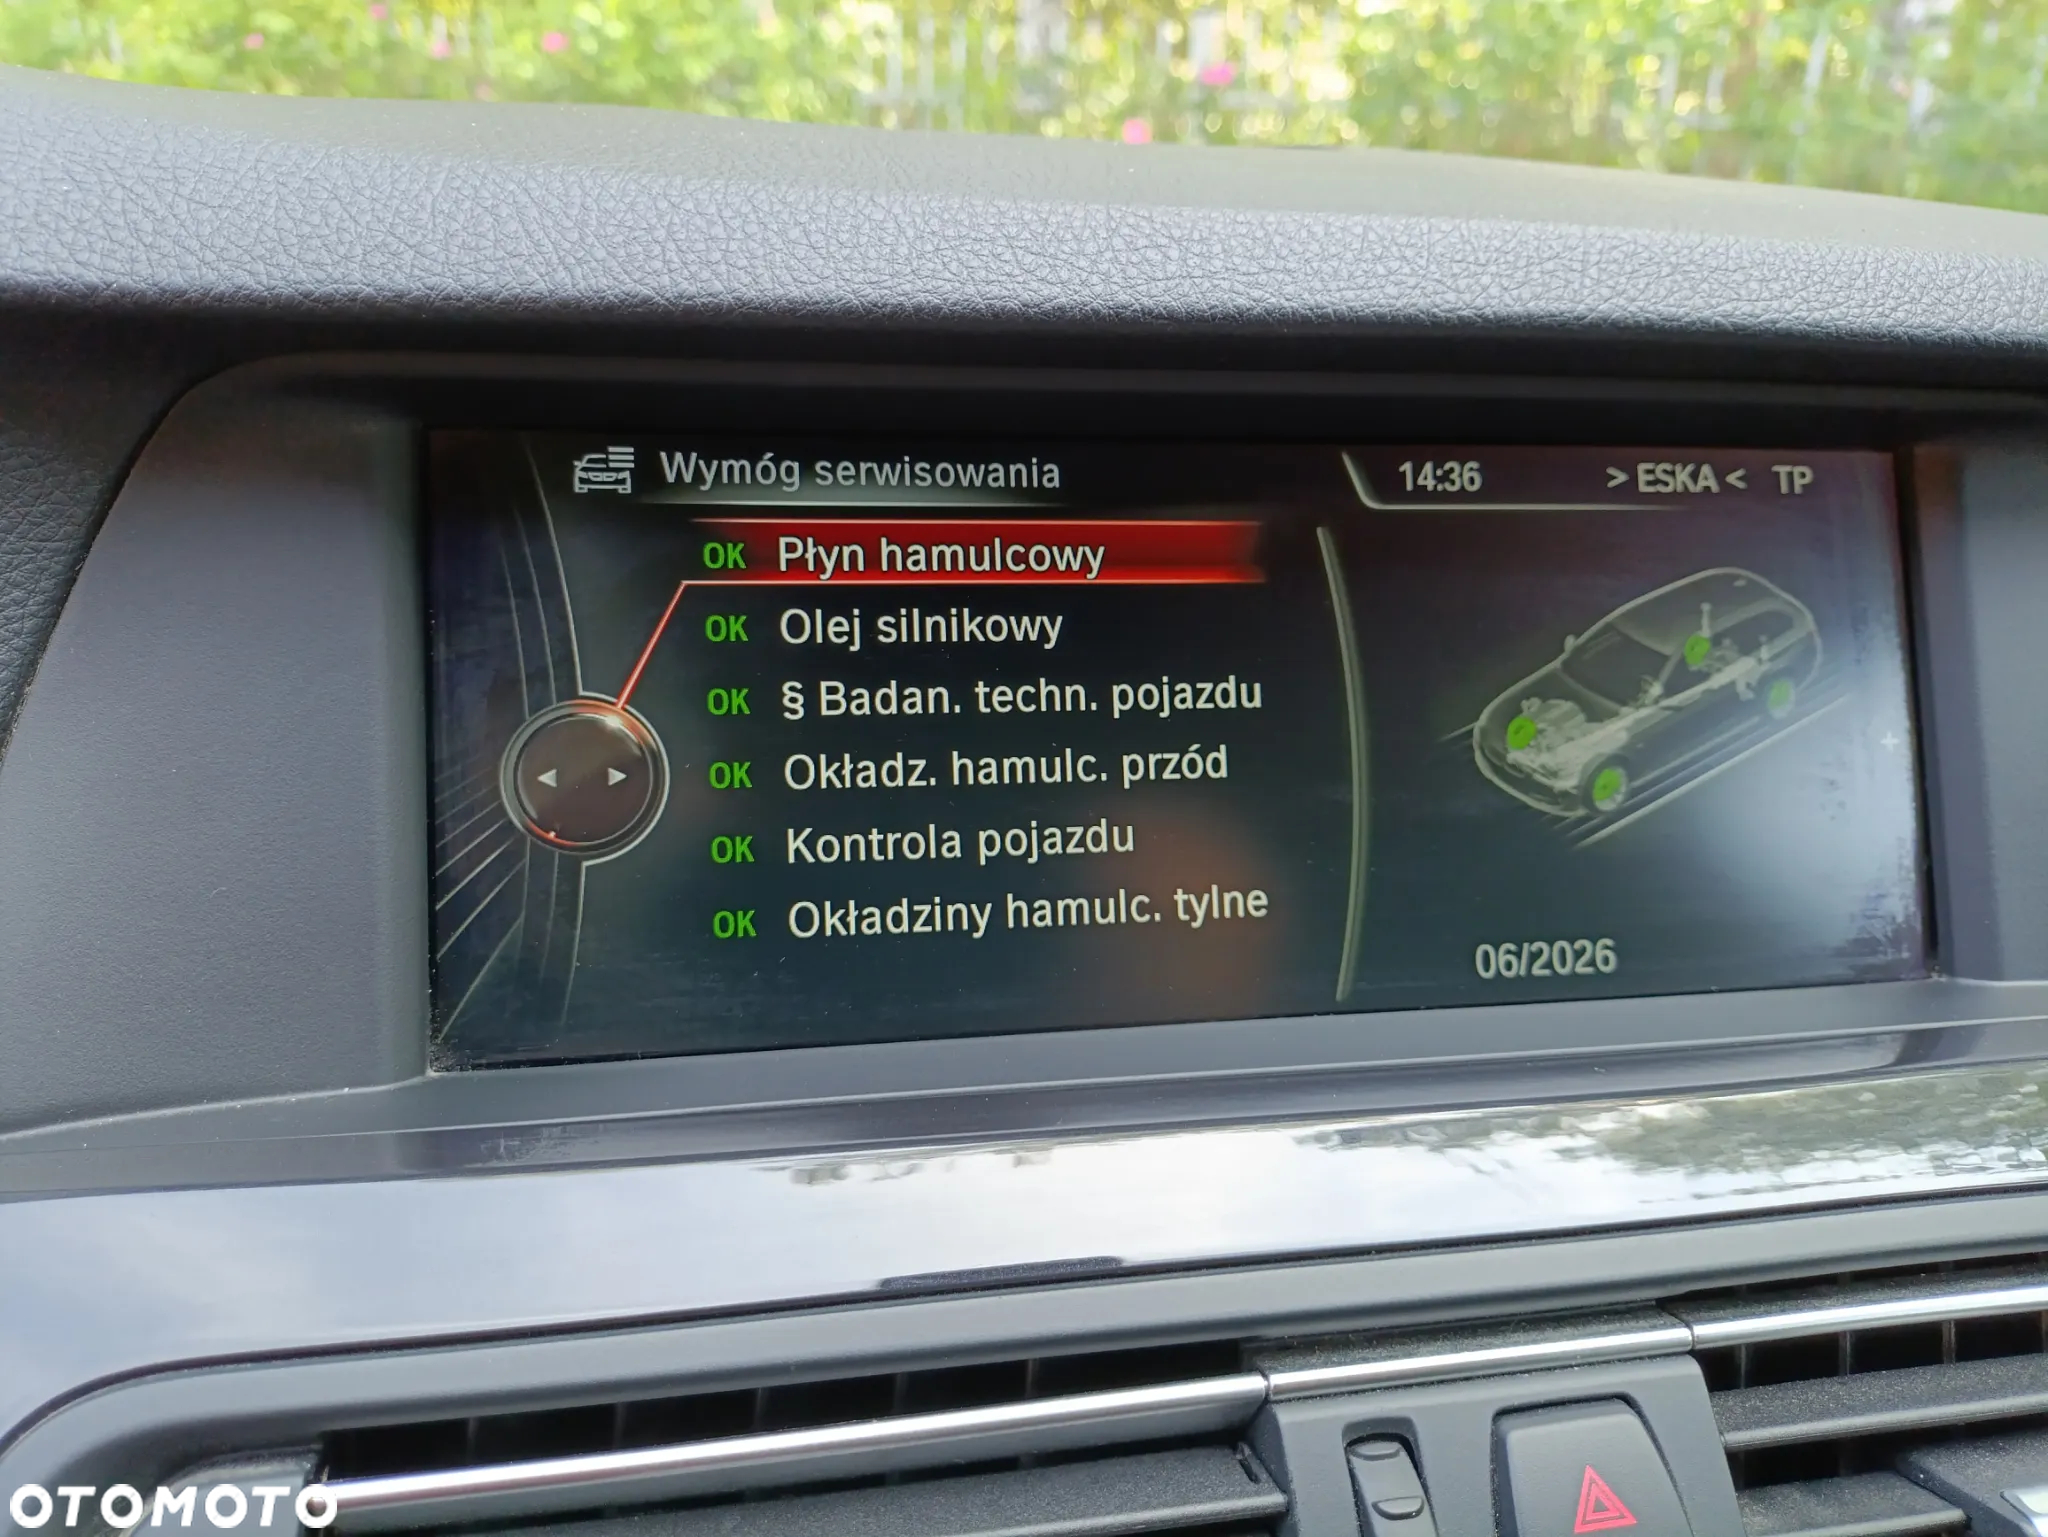 Wymóg serwisowania
14:36
> ESKA < TP
OK Płyn hamulcowy
OK Olej silnikowy
OK § Badan. techn. pojazdu
OK Okładz. hamulc. przód
OK Kontrola pojazdu
OK Okładziny hamulc. tylne
06/2026
OTOMOTO